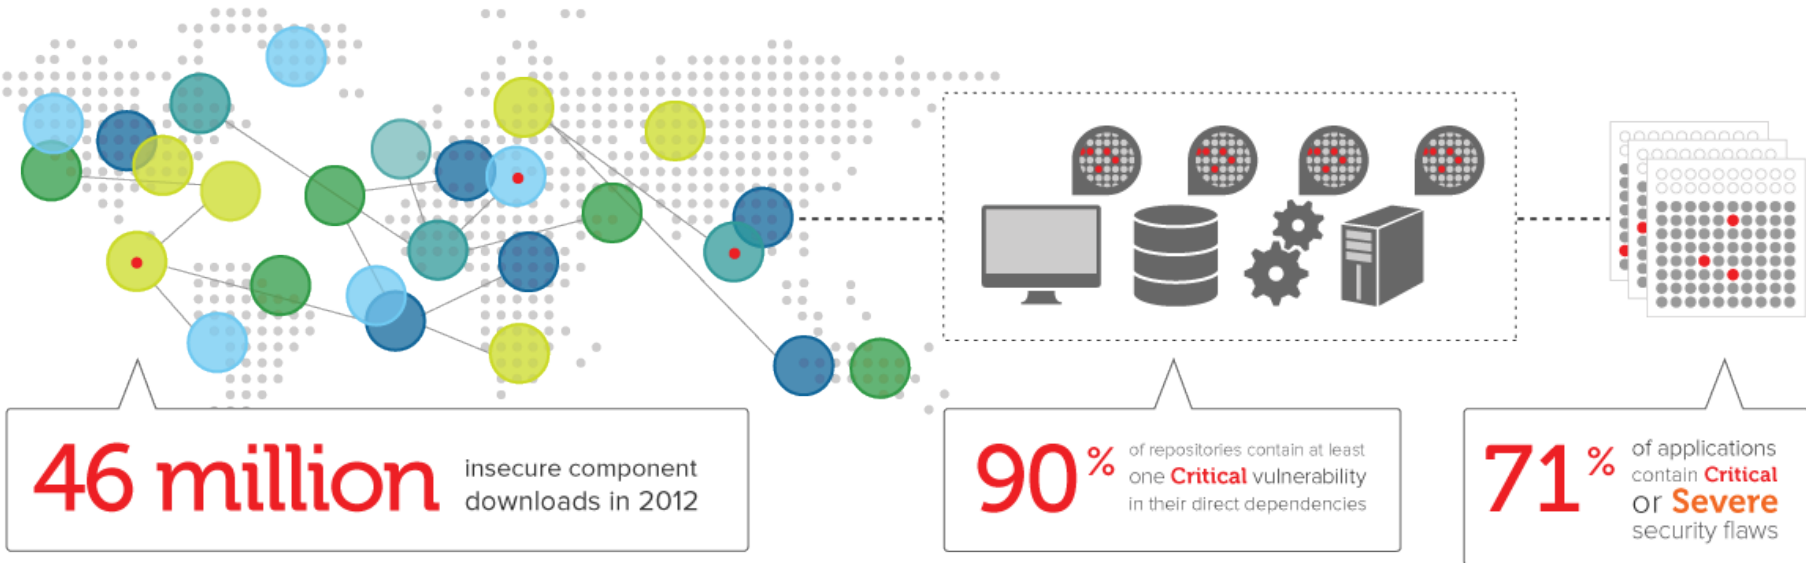 46 million
insecure component
downloads in 2012
90%
of repositories contain at least
one Critical vulnerability
in their direct dependencies
71%
of applications
contain Critical
or Severe
security flaws